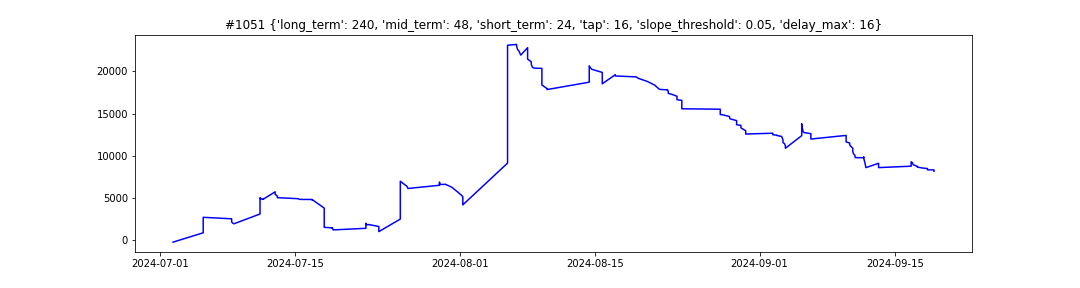 #1051 {'long_term': 240, 'mid_term': 48, 'short_term': 24, 'tap': 16, 'slope_threshold': 0.05, 'delay_max': 16}
20000
15000
10000
5000
0
2024-07-01 2024-07-15 2024-08-01 2024-08-15 2024-09-01 2024-09-15